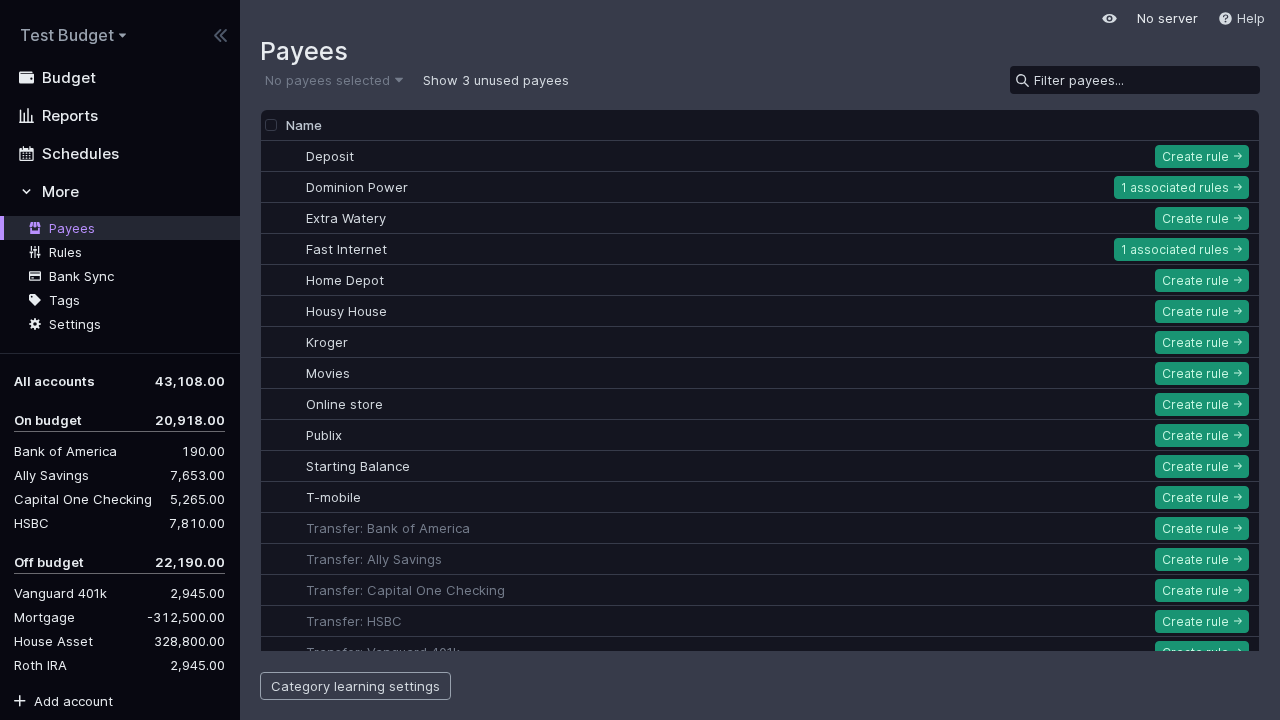 Test Budget
Budget
Reports
Schedules
More
Payees
Rules
Bank Sync
Tags
Settings
All accounts 43,108.00
On budget 20,918.00
Bank of America 190.00
Ally Savings 7,653.00
Capital One Checking 5,265.00
HSBC 7,810.00
Off budget 22,190.00
Vanguard 401k 2,945.00
Mortgage -312,500.00
House Asset 328,800.00
Roth IRA 2,945.00
Add account
No server Help
Payees
No payees selected Show 3 unused payees Filter payees...
Name
Deposit Create rule
Dominion Power 1 associated rules
Extra Watery Create rule
Fast Internet 1 associated rules
Home Depot Create rule
Housy House Create rule
Kroger Create rule
Movies Create rule
Online store Create rule
Publix Create rule
Starting Balance Create rule
T-mobile Create rule
Transfer: Bank of America Create rule
Transfer: Ally Savings Create rule
Transfer: Capital One Checking Create rule
Transfer: HSBC Create rule
Transfer: Vanguard 401k Create rule
Category learning settings